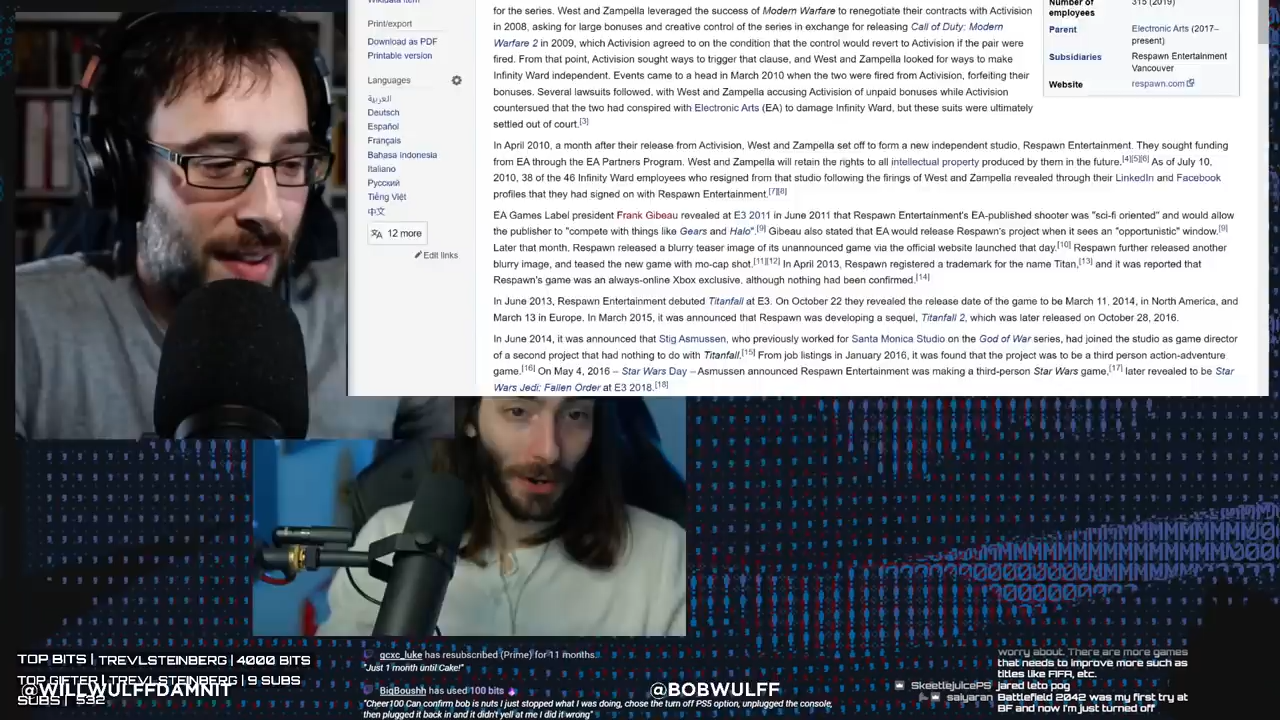 Wikidata item
Print/export
Download as PDF
Printable version
Languages
العربية
Deutsch
Español
Français
Bahasa Indonesia
Italiano
Русский
Tiếng Việt
中文
12 more
Edit links
for the series. West and Zampella leveraged the success of Modern Warfare to renegotiate their contracts with Activision
in 2008, asking for large bonuses and creative control of the series in exchange for releasing Call of Duty: Modern
Warfare 2 in 2009, which Activision agreed to on the condition that the control would revert to Activision if the pair were
fired. From that point, Activision sought ways to trigger that clause, and West and Zampella looked for ways to make
Infinity Ward independent. Events came to a head in March 2010 when the two were fired from Activision, forfeiting their
bonuses. Several lawsuits followed, with West and Zampella accusing Activision of unpaid bonuses while Activision
countersued that the two had conspired with Electronic Arts (EA) to damage Infinity Ward, but these suits were ultimately
settled out of court.[3]
In April 2010, a month after their release from Activision, West and Zampella set off to form a new independent studio, Respawn Entertainment. They sought funding
from EA through the EA Partners Program. West and Zampella will retain the rights to all intellectual property produced by them in the future.[4][5][6] As of July 10,
2010, 38 of the 46 Infinity Ward employees who resigned from that studio following the firings of West and Zampella revealed through their LinkedIn and Facebook
profiles that they had signed on with Respawn Entertainment.[7][8]
EA Games Label president Frank Gibeau revealed at E3 2011 in June 2011 that Respawn Entertainment's EA-published shooter was "sci-fi oriented" and would allow
the publisher to "compete with things like Gears and Halo".[9] Gibeau also stated that EA would release Respawn's project when it sees an "opportunistic" window.[9]
Later that month, Respawn released a blurry teaser image of its unannounced game via the official website launched that day.[10] Respawn further released another
blurry image, and teased the new game with mo-cap shot.[11][12] In April 2013, Respawn registered a trademark for the name Titan,[13] and it was reported that
Respawn's game was an always-online Xbox exclusive, although nothing had been confirmed.[14]
In June 2013, Respawn Entertainment debuted Titanfall at E3. On October 22 they revealed the release date of the game to be March 11, 2014, in North America, and
March 13 in Europe. In March 2015, it was announced that Respawn was developing a sequel, Titanfall 2, which was later released on October 28, 2016.
In June 2014, it was announced that Stig Asmussen, who previously worked for Santa Monica Studio on the God of War series, had joined the studio as game director
of a second project that had nothing to do with Titanfall.[15] From job listings in January 2016, it was found that the project was to be a third person action-adventure
game.[16] On May 4, 2016 – Star Wars Day – Asmussen announced Respawn Entertainment was making a third-person Star Wars game,[17] later revealed to be Star
Wars Jedi: Fallen Order at E3 2018.[18]
Number of employees 315 (2019)
Parent Electronic Arts (2017–
present)
Subsidiaries Respawn Entertainment
Vancouver
Website respawn.com
TOP BITS | TREVLSTEINBERG | 4000 BITS
TOP GIFTER | TREVLSTEINBERG | 9 SUBS
@WILLWULFFDAMNIT
SUBS | 532
gcxc_luke has resubscribed (Prime) for 11 months.
"Just 1 month until Cake!"
BigBoushh has used 100 bits
"Cheer100 Can confirm bob is nuts I just stopped what I was doing, chose the turn off PS5 option, unplugged the console,
then plugged it back in and it didn't yell at me I did it wrong"
@BOBWULFF
worry about. There are more games
that needs to improve more such as
titles like FIFA, etc.
SkeetlejuicePS
jared leto pog
saiyaran
Battlefield 2042 was my first try at
BF and now I'm just turned off